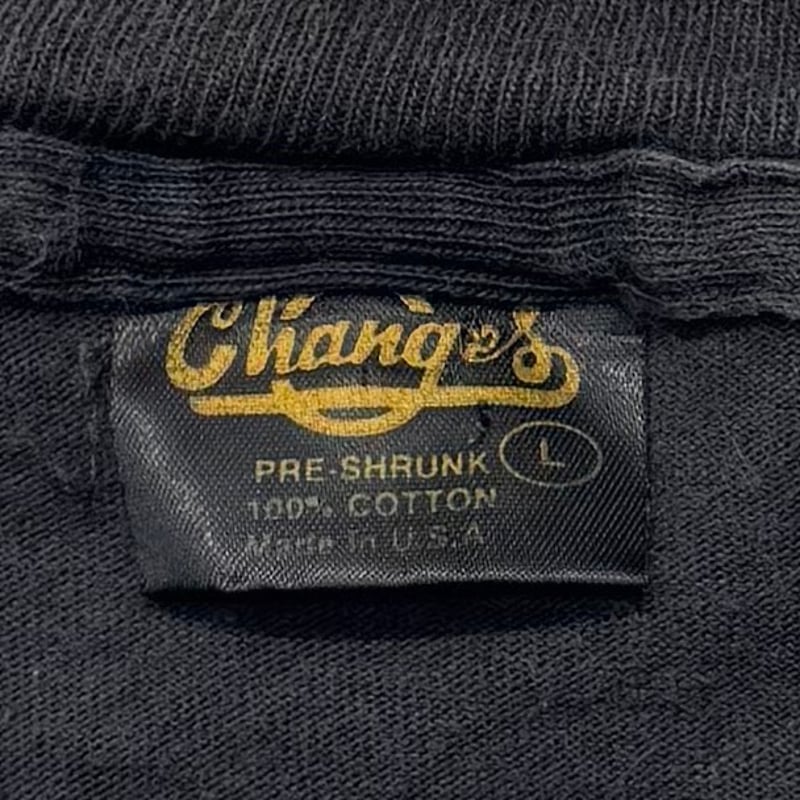 Changes
PRE-SHRUNK L
100% COTTON
Made in U.S.A